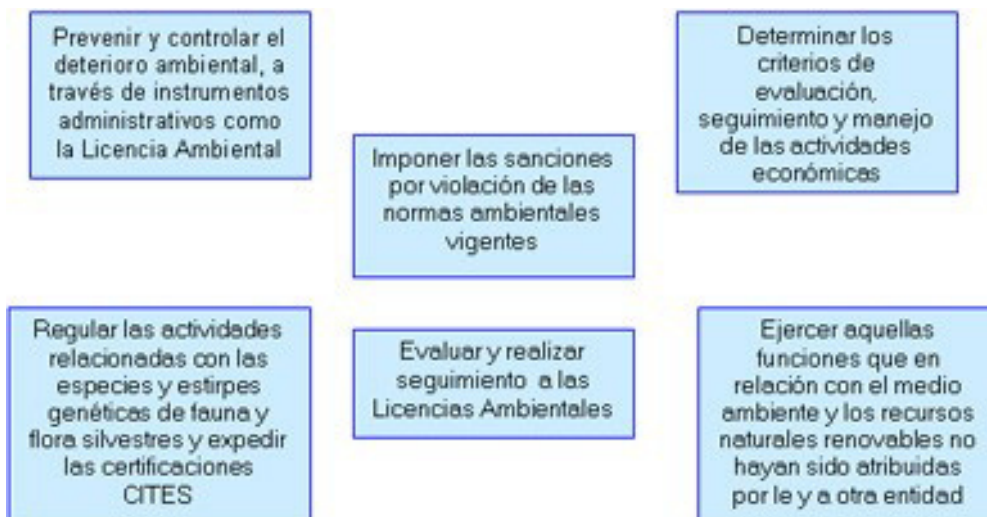 Prevenir y controlar el
deterioro ambiental, a
través de instrumentos
administrativos como
la Licencia Ambiental
Determinar los
criterios de
evaluación,
seguimiento y manejo
de las actividades
económicas
Imponer las sanciones
por violación de las
normas ambientales
vigentes
Regular las actividades
relacionadas con las
especies y estirpes
genéticas de fauna y
flora silvestres y expedir
las certificaciones
CITES
Evaluar y realizar
seguimiento a las
Licencias Ambientales
Ejercer aquellas
funciones que en
relación con el medio
ambiente y los recursos
naturales renovables no
hayan sido atribuidas
por le y a otra entidad